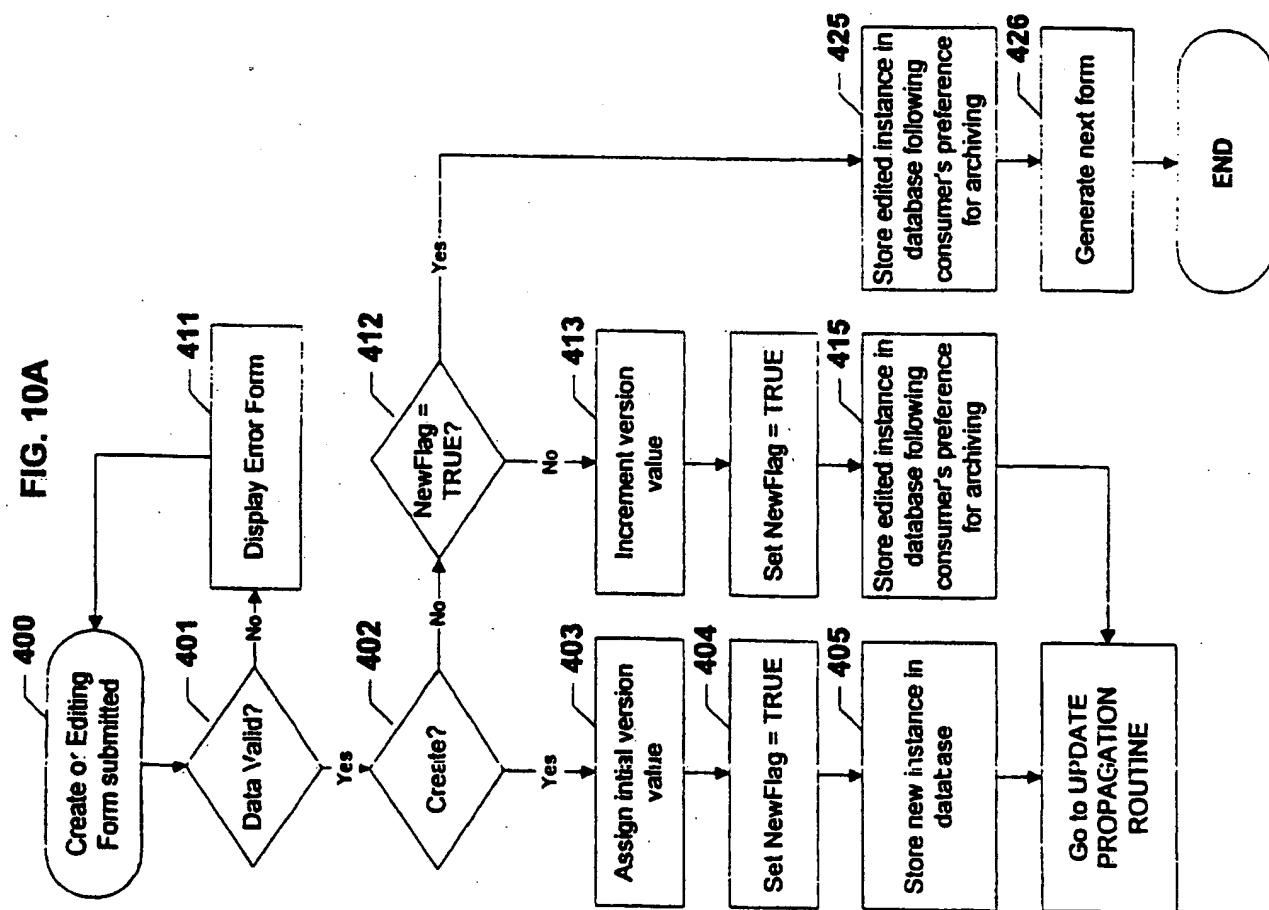 FIG. 10A
400
Create or Editing
Form submitted
401
Data Valid?
No
411
Display Error Form
Yes
402
Create?
No
412
NewFlag =
TRUE?
Yes
Yes
403
Assign initial version
value
404
Set NewFlag = TRUE
405
Store new instance in
database
No
413
Increment version
value
Set NewFlag = TRUE
415
Store edited instance in
database following
consumer's preference
for archiving
Go to UPDATE
PROPAGATION
ROUTINE
425
Store edited instance in
database following
consumer's preference
for archiving
426
Generate next form
END